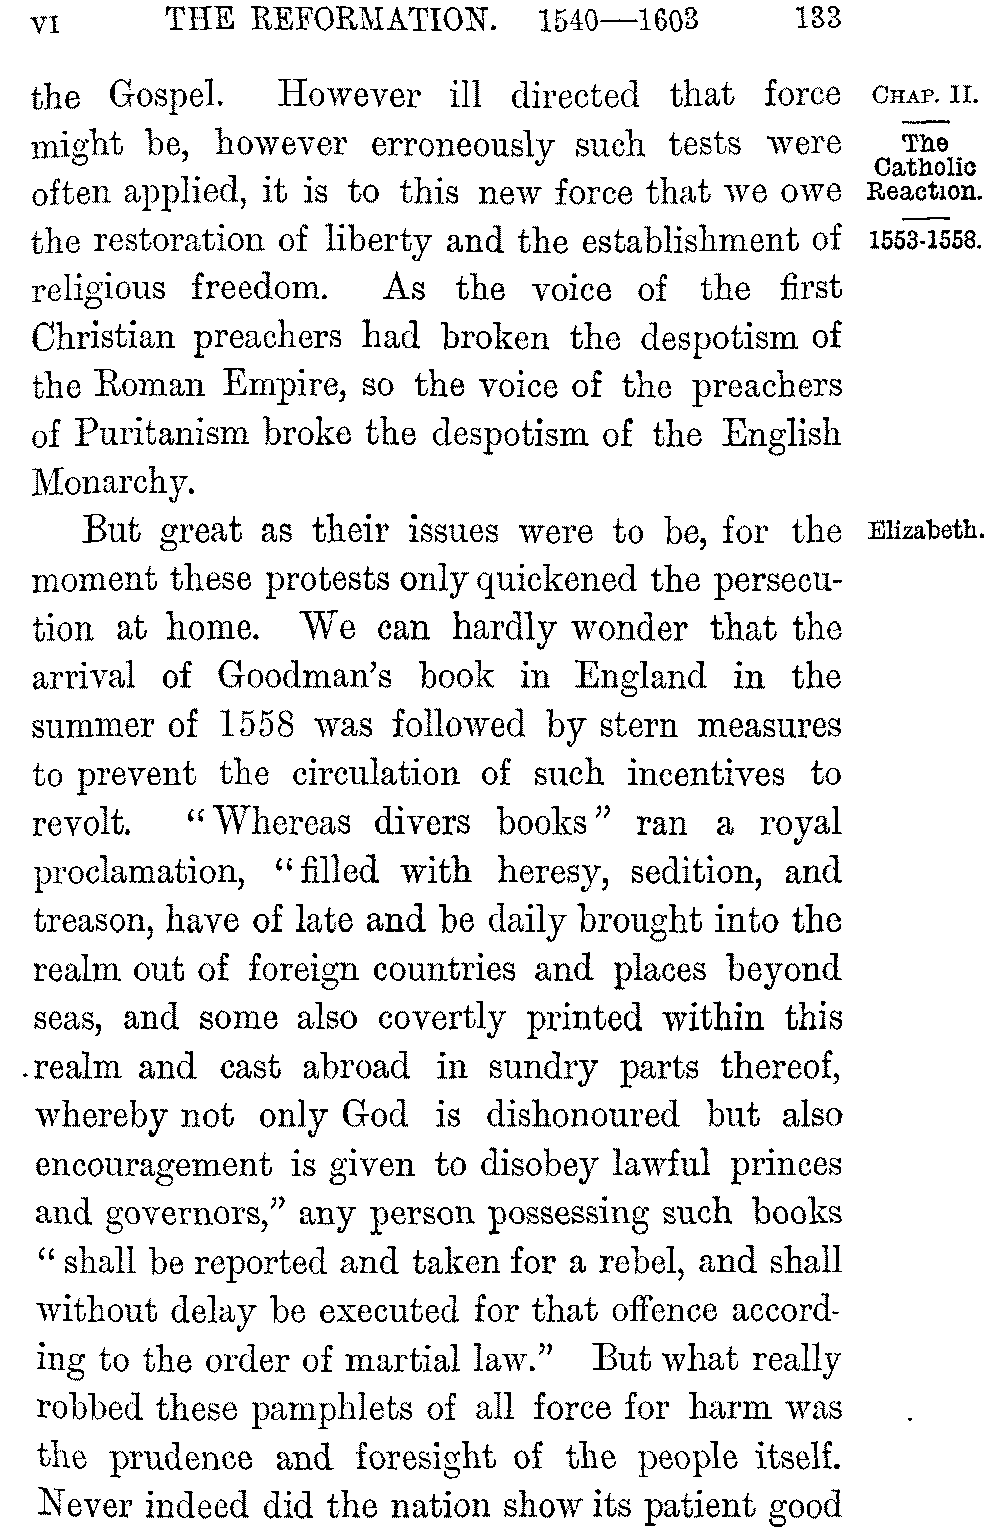 VI THE REFORMATION. 1540—1603 133
the Gospel. However ill directed that force
might be, however erroneously such tests were
often applied, it is to this new force that we owe
the restoration of liberty and the establishment of
religious freedom. As the voice of the first
Christian preachers had broken the despotism of
the Roman Empire, so the voice of the preachers
of Puritanism broke the despotism of the English
Monarchy.
But great as their issues were to be, for the
moment these protests only quickened the persecu-
tion at home. We can hardly wonder that the
arrival of Goodman's book in England in the
summer of 1558 was followed by stern measures
to prevent the circulation of such incentives to
revolt. "Whereas divers books" ran a royal
proclamation, "filled with heresy, sedition, and
treason, have of late and be daily brought into the
realm out of foreign countries and places beyond
seas, and some also covertly printed within this
realm and cast abroad in sundry parts thereof,
whereby not only God is dishonoured but also
encouragement is given to disobey lawful princes
and governors," any person possessing such books
"shall be reported and taken for a rebel, and shall
without delay be executed for that offence accord-
ing to the order of martial law." But what really
robbed these pamphlets of all force for harm was
the prudence and foresight of the people itself.
Never indeed did the nation show its patient good
CHAP. II.
The
Catholic
Reaction.
1553-1558.
Elizabeth.